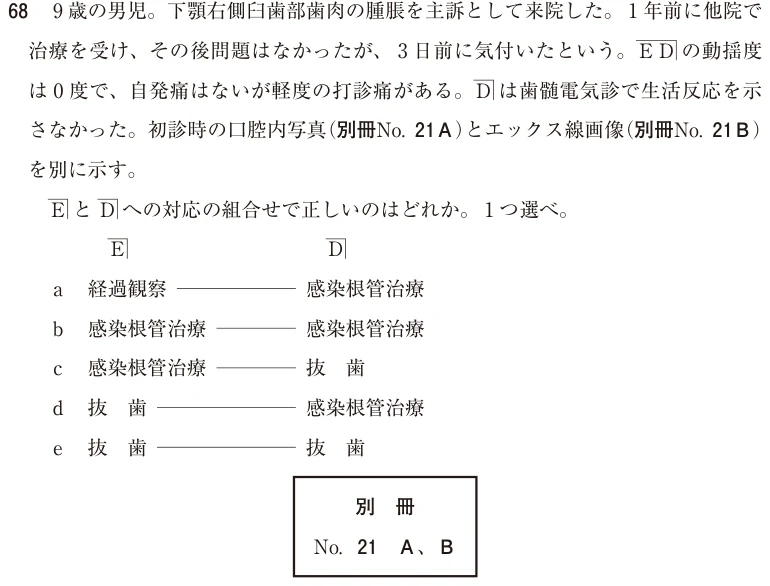 68 9歳の男児。下顎右側臼歯部歯肉の腫脹を主訴として来院した。1年前に他院で
治療を受け、その後問題はなかったが、3日前に気付いたという。E D の動揺度
は0度で、自発痛はないが軽度の打診痛がある。D は歯髄電気診で生活反応を示
さなかった。初診時の口腔内写真(別冊No. 21 A)とエックス線画像(別冊No. 21 B)
を別に示す。
E と D への対応の組合せで正しいのはどれか。1つ選べ。
E D
a 経過観察 ―――― 感染根管治療
b 感染根管治療 ―――― 感染根管治療
c 感染根管治療 ―――― 抜 歯
d 抜 歯 ―――― 感染根管治療
e 抜 歯 ―――― 抜 歯
別 冊
No. 21 A、B